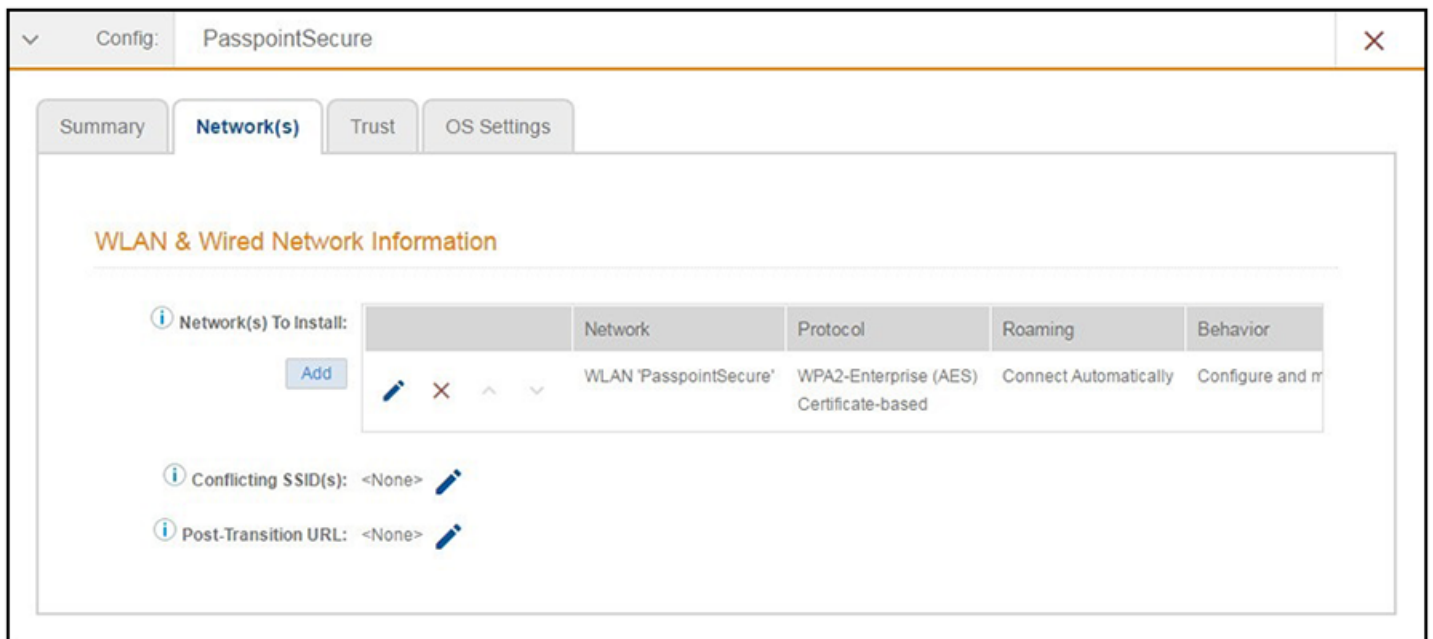 Config: PasspointSecure
Summary Network(s) Trust OS Settings
WLAN & Wired Network Information
Network(s) To Install:
Add
Network Protocol Roaming Behavior
WLAN 'PasspointSecure' WPA2-Enterprise (AES) Connect Automatically Configure and m
Certificate-based
Conflicting SSID(s): <None>
Post-Transition URL: <None>